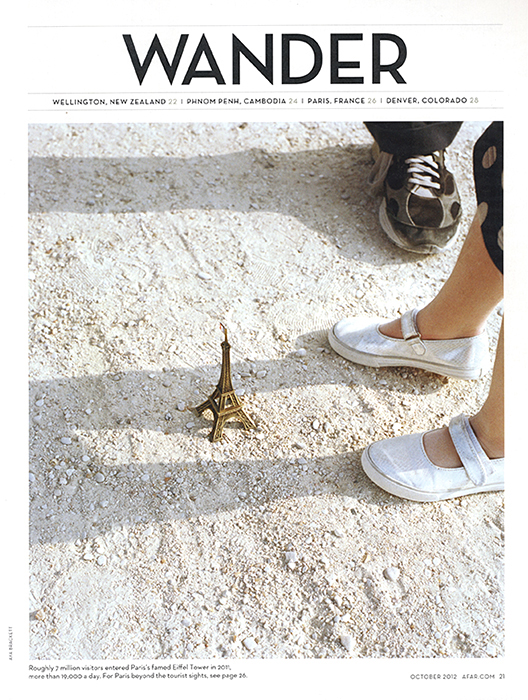 WANDER
WELLINGTON, NEW ZEALAND 22 | PHNOM PENH, CAMBODIA 24 | PARIS, FRANCE 26 | DENVER, COLORADO 28
AYA BRACKETT
Roughly 7 million visitors entered Paris's famed Eiffel Tower in 2011,
more than 19,000 a day. For Paris beyond the tourist sights, see page 26.
OCTOBER 2012 AFAR.COM 21